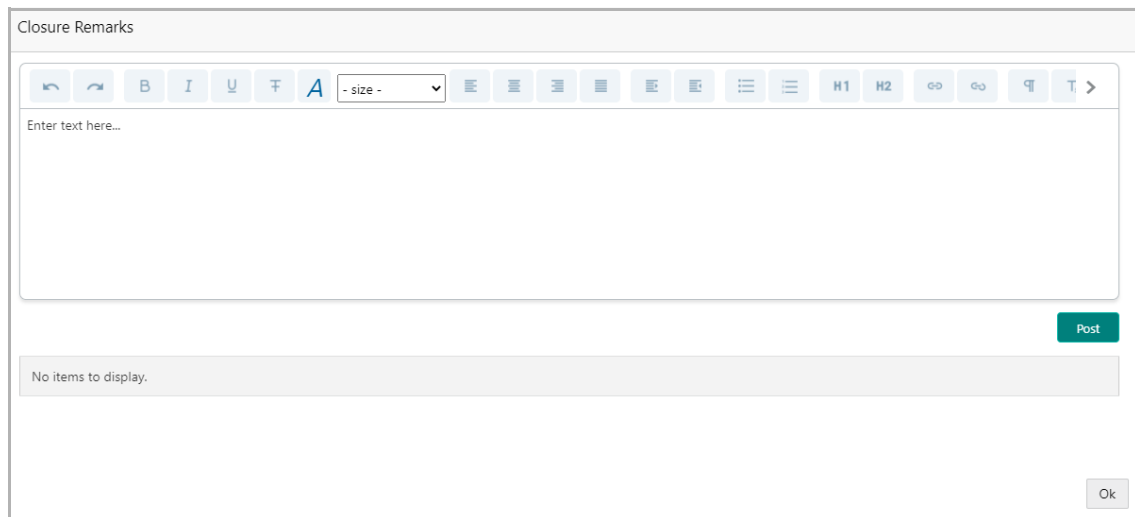 Closure Remarks
B I U T A - size - H1 H2 ¶ T
Enter text here...
Post
No items to display.
Ok